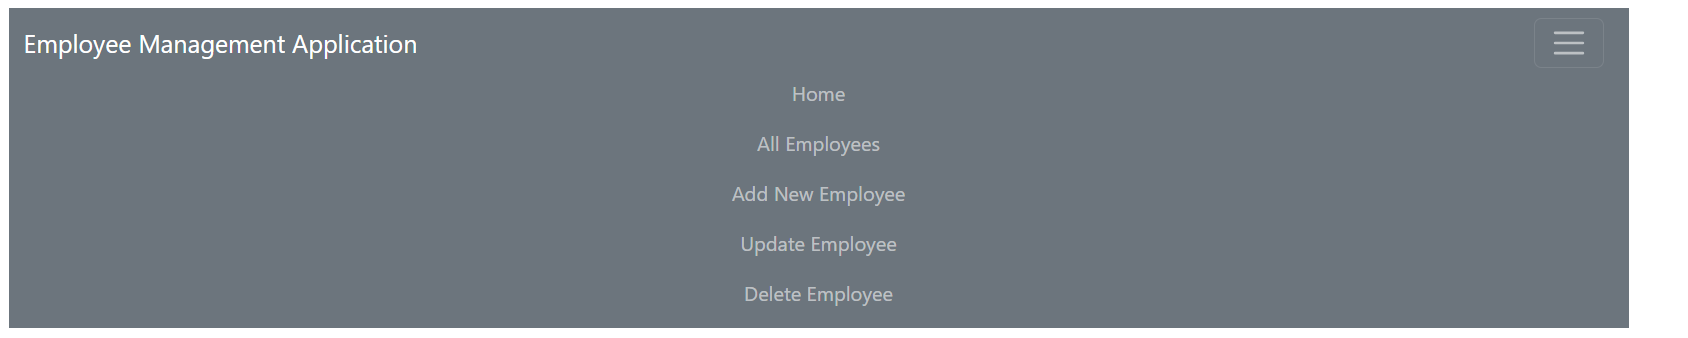 Employee Management Application
Home
All Employees
Add New Employee
Update Employee
Delete Employee